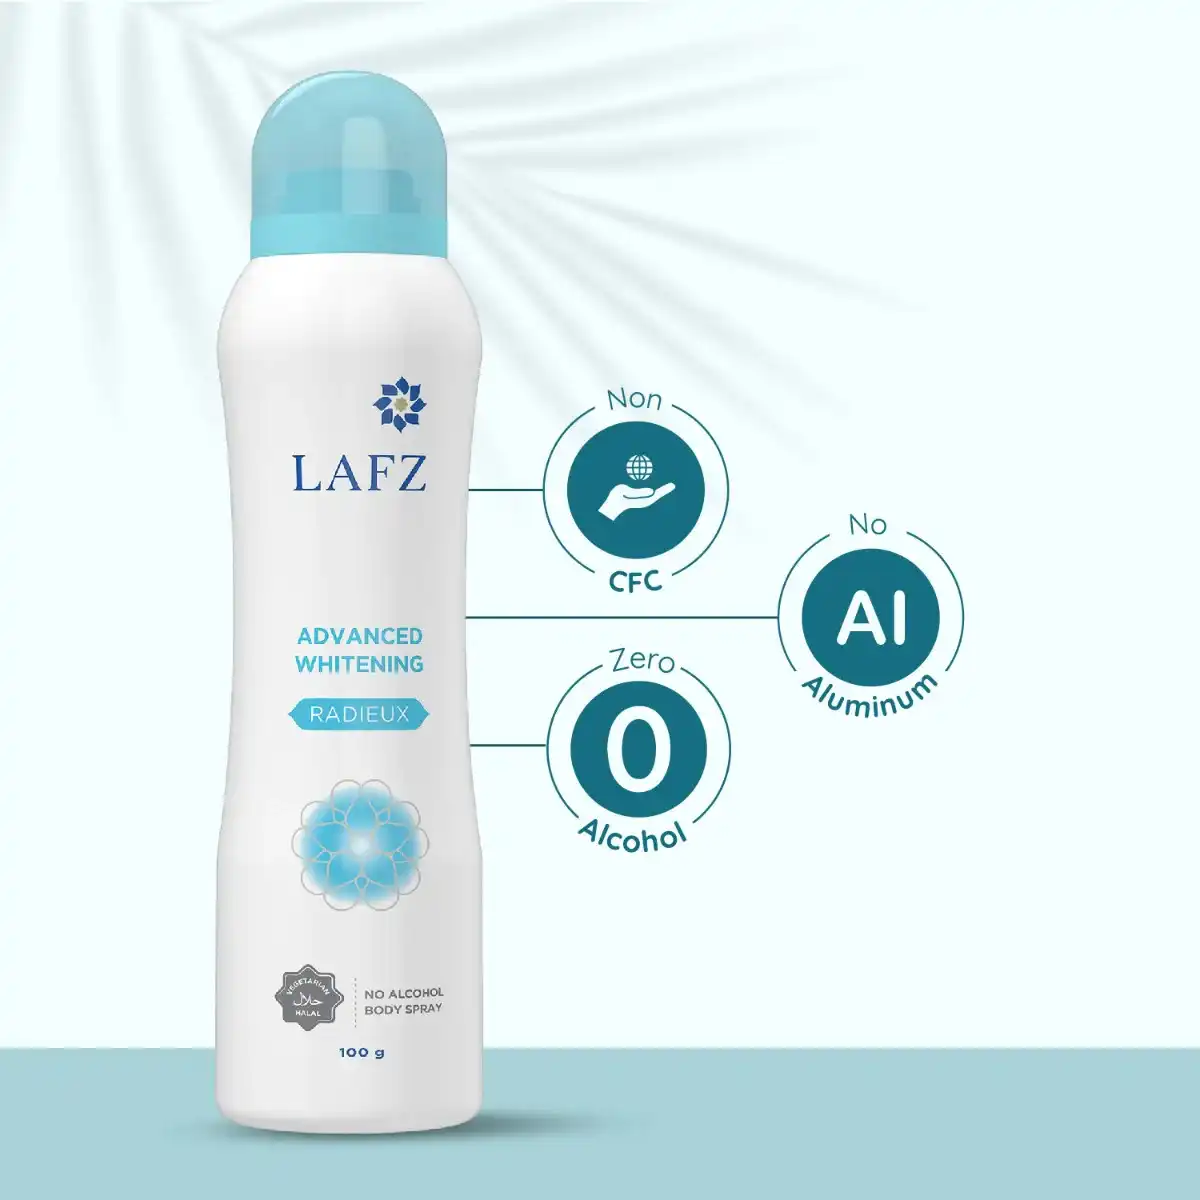 LAFZ
ADVANCED
WHITENING
RADIEUX
VEGETARIAN
حلال
HALAL
NO ALCOHOL
BODY SPRAY
100 g
Non
CFC
No
Al
Aluminum
Zero
0
Alcohol